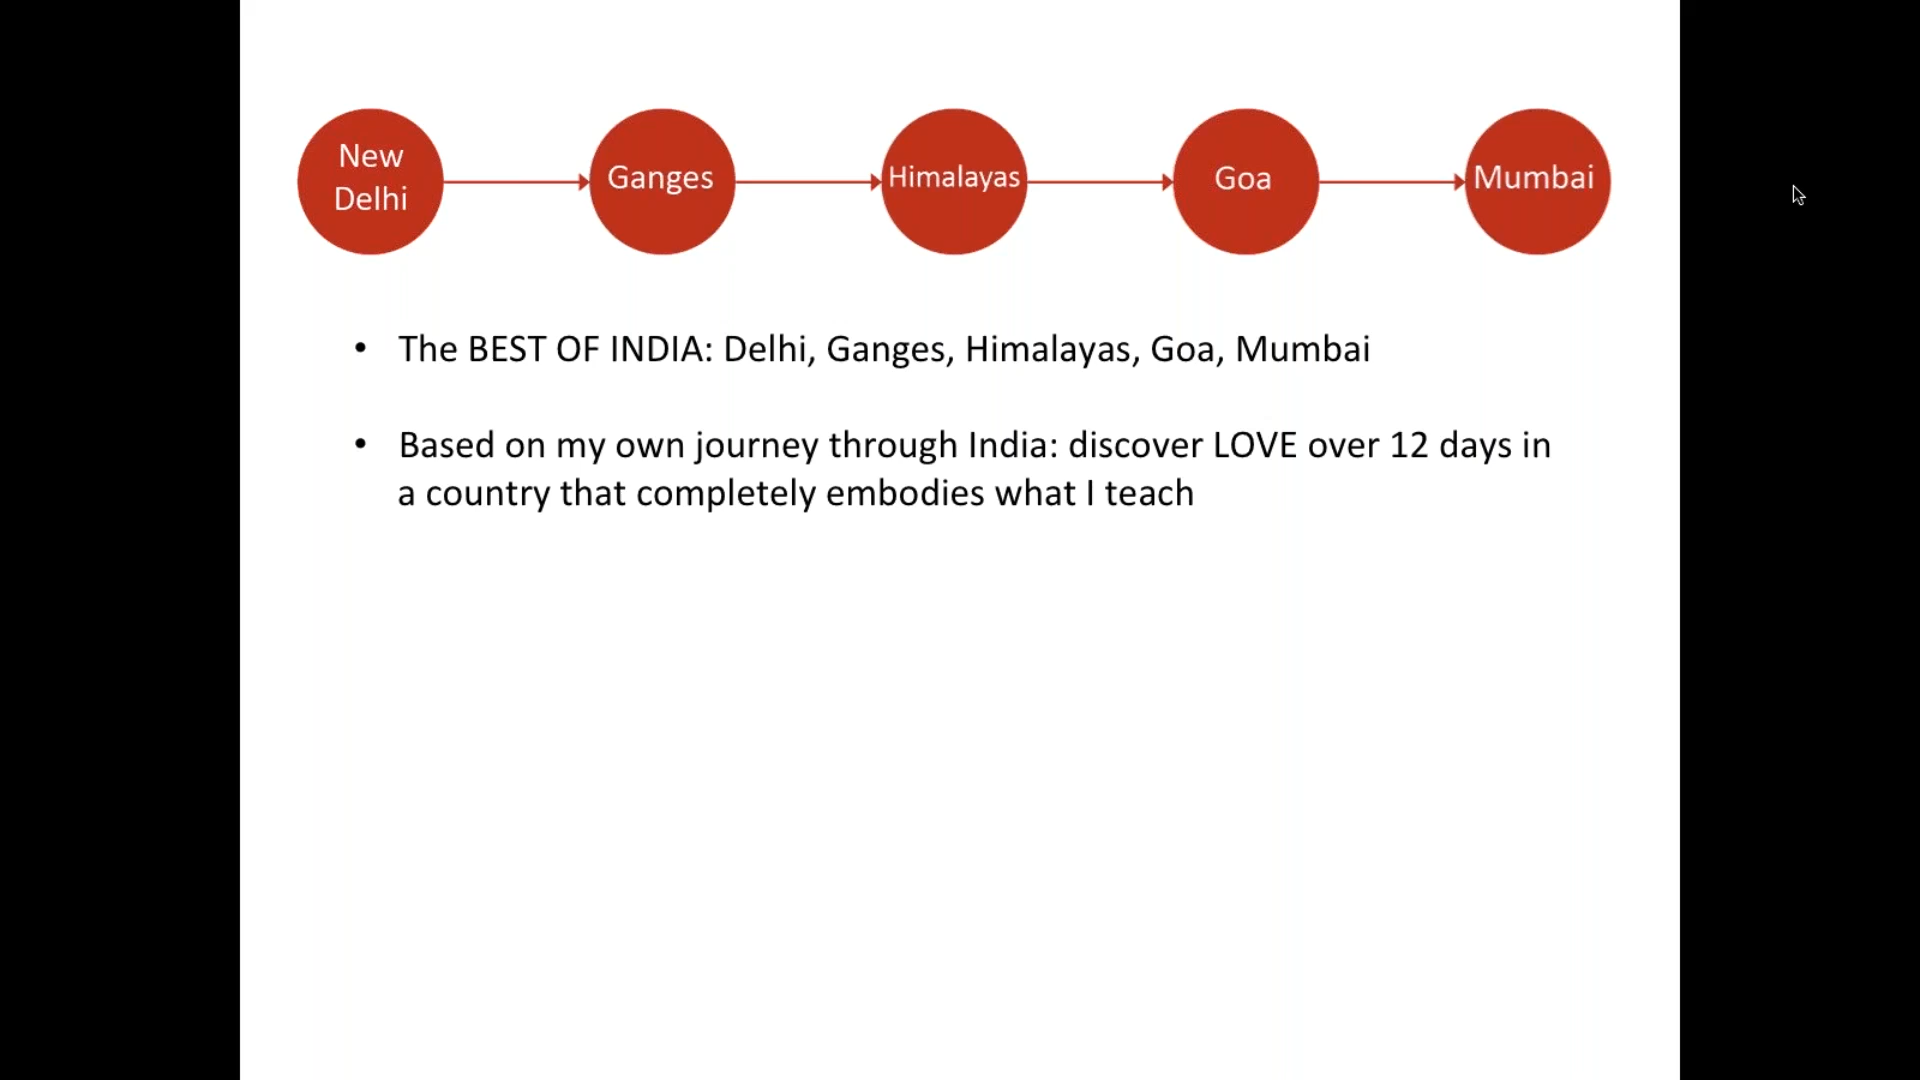 New
Delhi
Ganges
Himalayas
Goa
Mumbai
• The BEST OF INDIA: Delhi, Ganges, Himalayas, Goa, Mumbai
• Based on my own journey through India: discover LOVE over 12 days in
a country that completely embodies what I teach